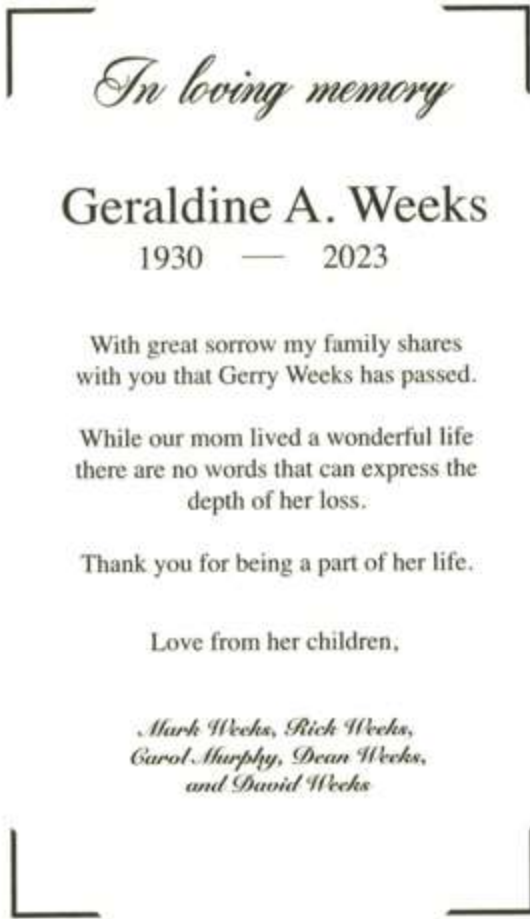 In loving memory
Geraldine A. Weeks
1930 — 2023
With great sorrow my family shares
with you that Gerry Weeks has passed.
While our mom lived a wonderful life
there are no words that can express the
depth of her loss.
Thank you for being a part of her life.
Love from her children,
Mark Weeks, Rick Weeks,
Carol Murphy, Dean Weeks,
and David Weeks